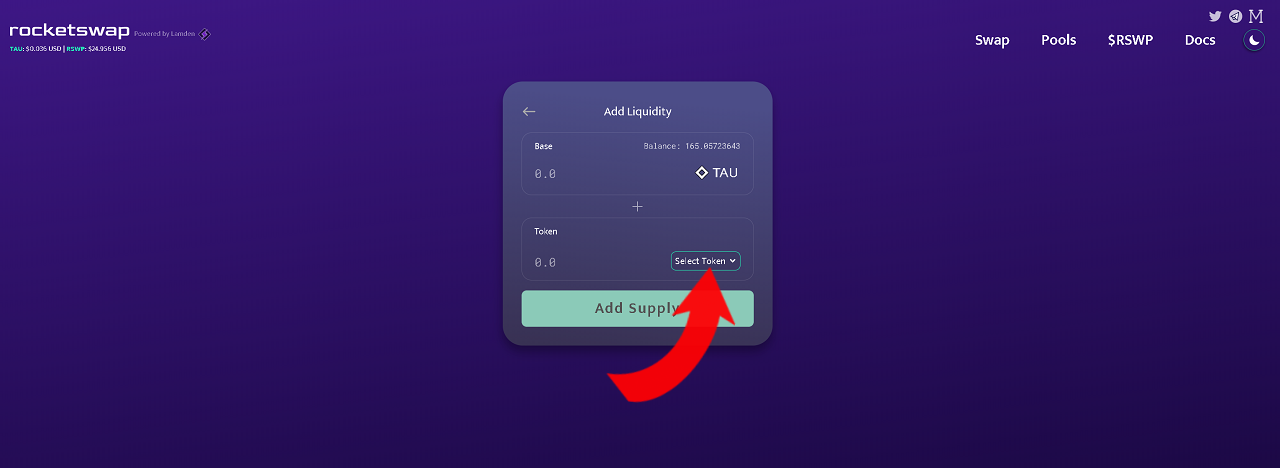 rocketswap Powered by Lamden
TAU: $0.036 USD | RSWP: $24.956 USD
Swap Pools $RSWP Docs
Add Liquidity
Base Balance: 165.05723643
0.0 TAU
Token
0.0 Select Token
Add Supply